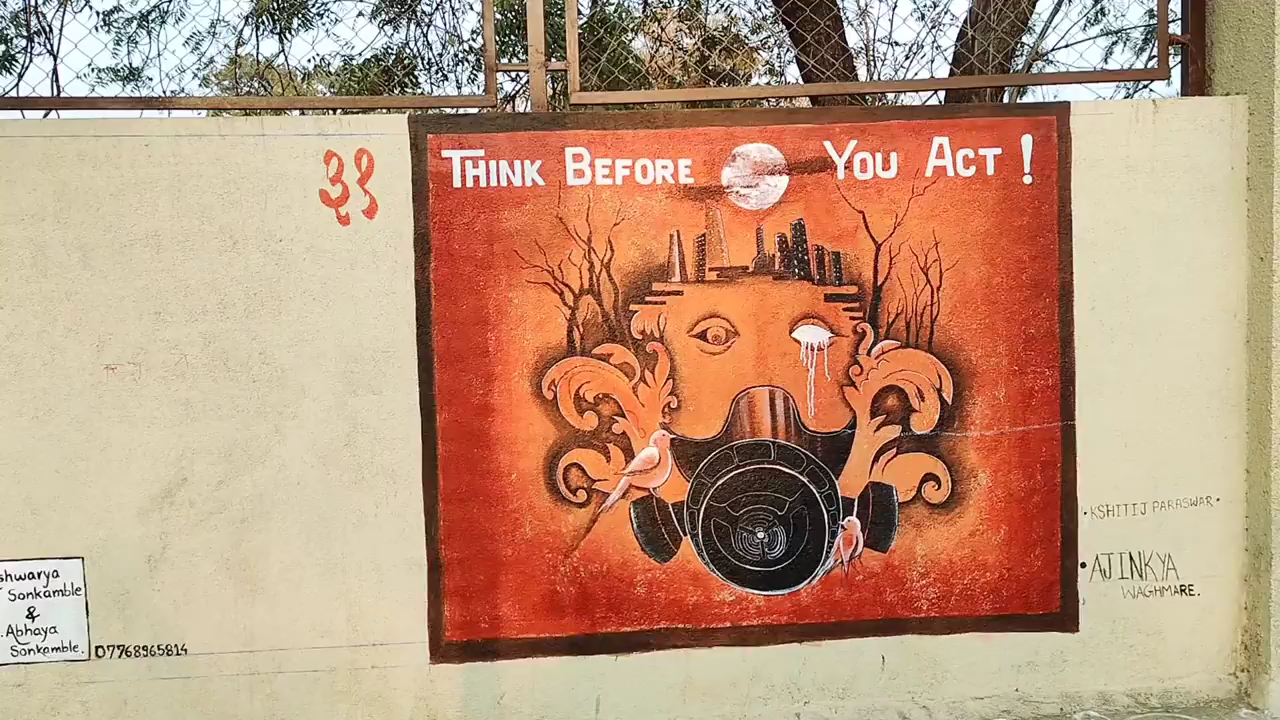 ३१
THINK BEFORE YOU ACT !
shwarya
Sonkamble
&
.Abhaya
Sonkamble.
07768965814
• KSHITIJ PARASWAR •
• AJINKYA
WAGHMARE.